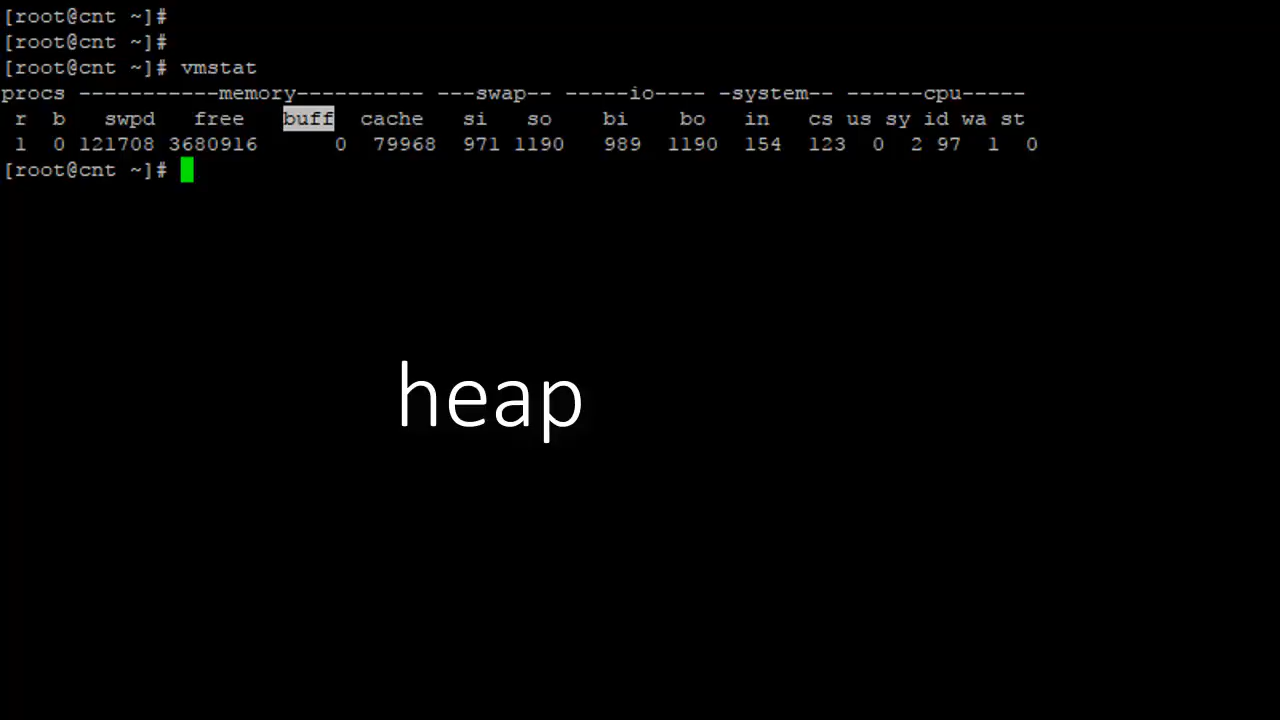 [root@cnt ~]#
[root@cnt ~]#
[root@cnt ~]# vmstat
procs -----------memory---------- ---swap-- -----io---- -system-- ------cpu-----
 r  b   swpd   free   buff  cache   si   so    bi    bo   in   cs us sy id wa st
 1  0 121708 3680916      0  79968  971 1190   989  1190  154  123  0  2 97  1  0
[root@cnt ~]#
heap